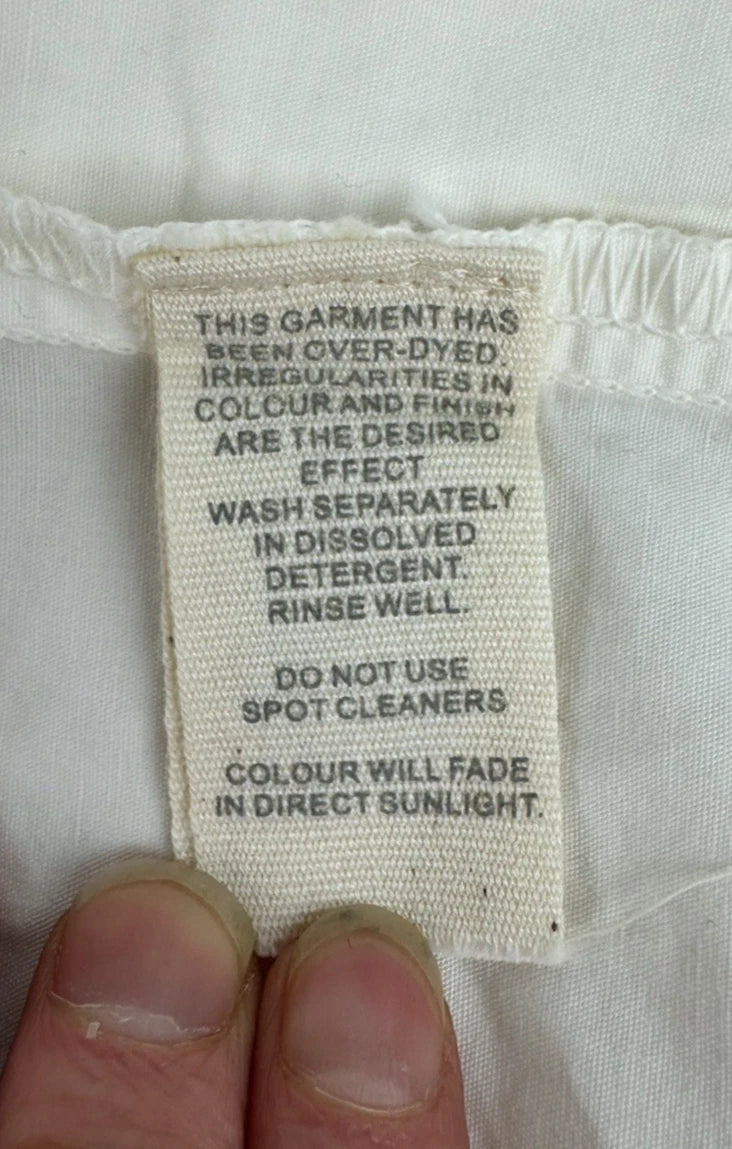 THIS GARMENT HAS
BEEN OVER-DYED.
IRREGULARITIES IN
COLOUR AND FINISH
ARE THE DESIRED
EFFECT
WASH SEPARATELY
IN DISSOLVED
DETERGENT.
RINSE WELL.
DO NOT USE
SPOT CLEANERS
COLOUR WILL FADE
IN DIRECT SUNLIGHT.